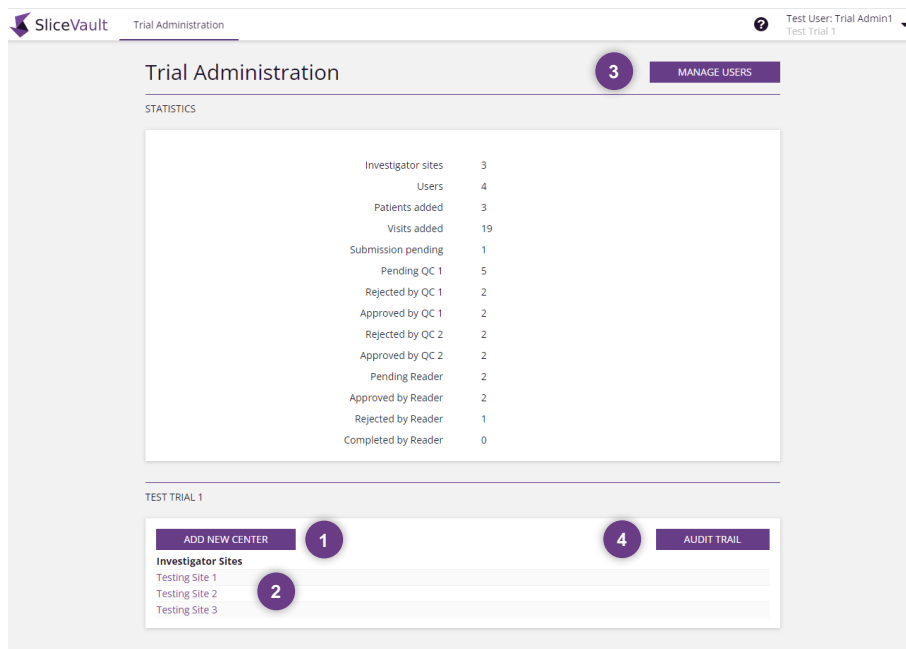 SliceVault Trial Administration ? Test User: Trial Admin1
Test Trial 1
Trial Administration 3 MANAGE USERS
STATISTICS
Investigator sites 3
Users 4
Patients added 3
Visits added 19
Submission pending 1
Pending QC 1 5
Rejected by QC 1 2
Approved by QC 1 2
Rejected by QC 2 2
Approved by QC 2 2
Pending Reader 2
Approved by Reader 2
Rejected by Reader 1
Completed by Reader 0
TEST TRIAL 1
ADD NEW CENTER 1 4 AUDIT TRAIL
Investigator Sites
Testing Site 1
Testing Site 2 2
Testing Site 3